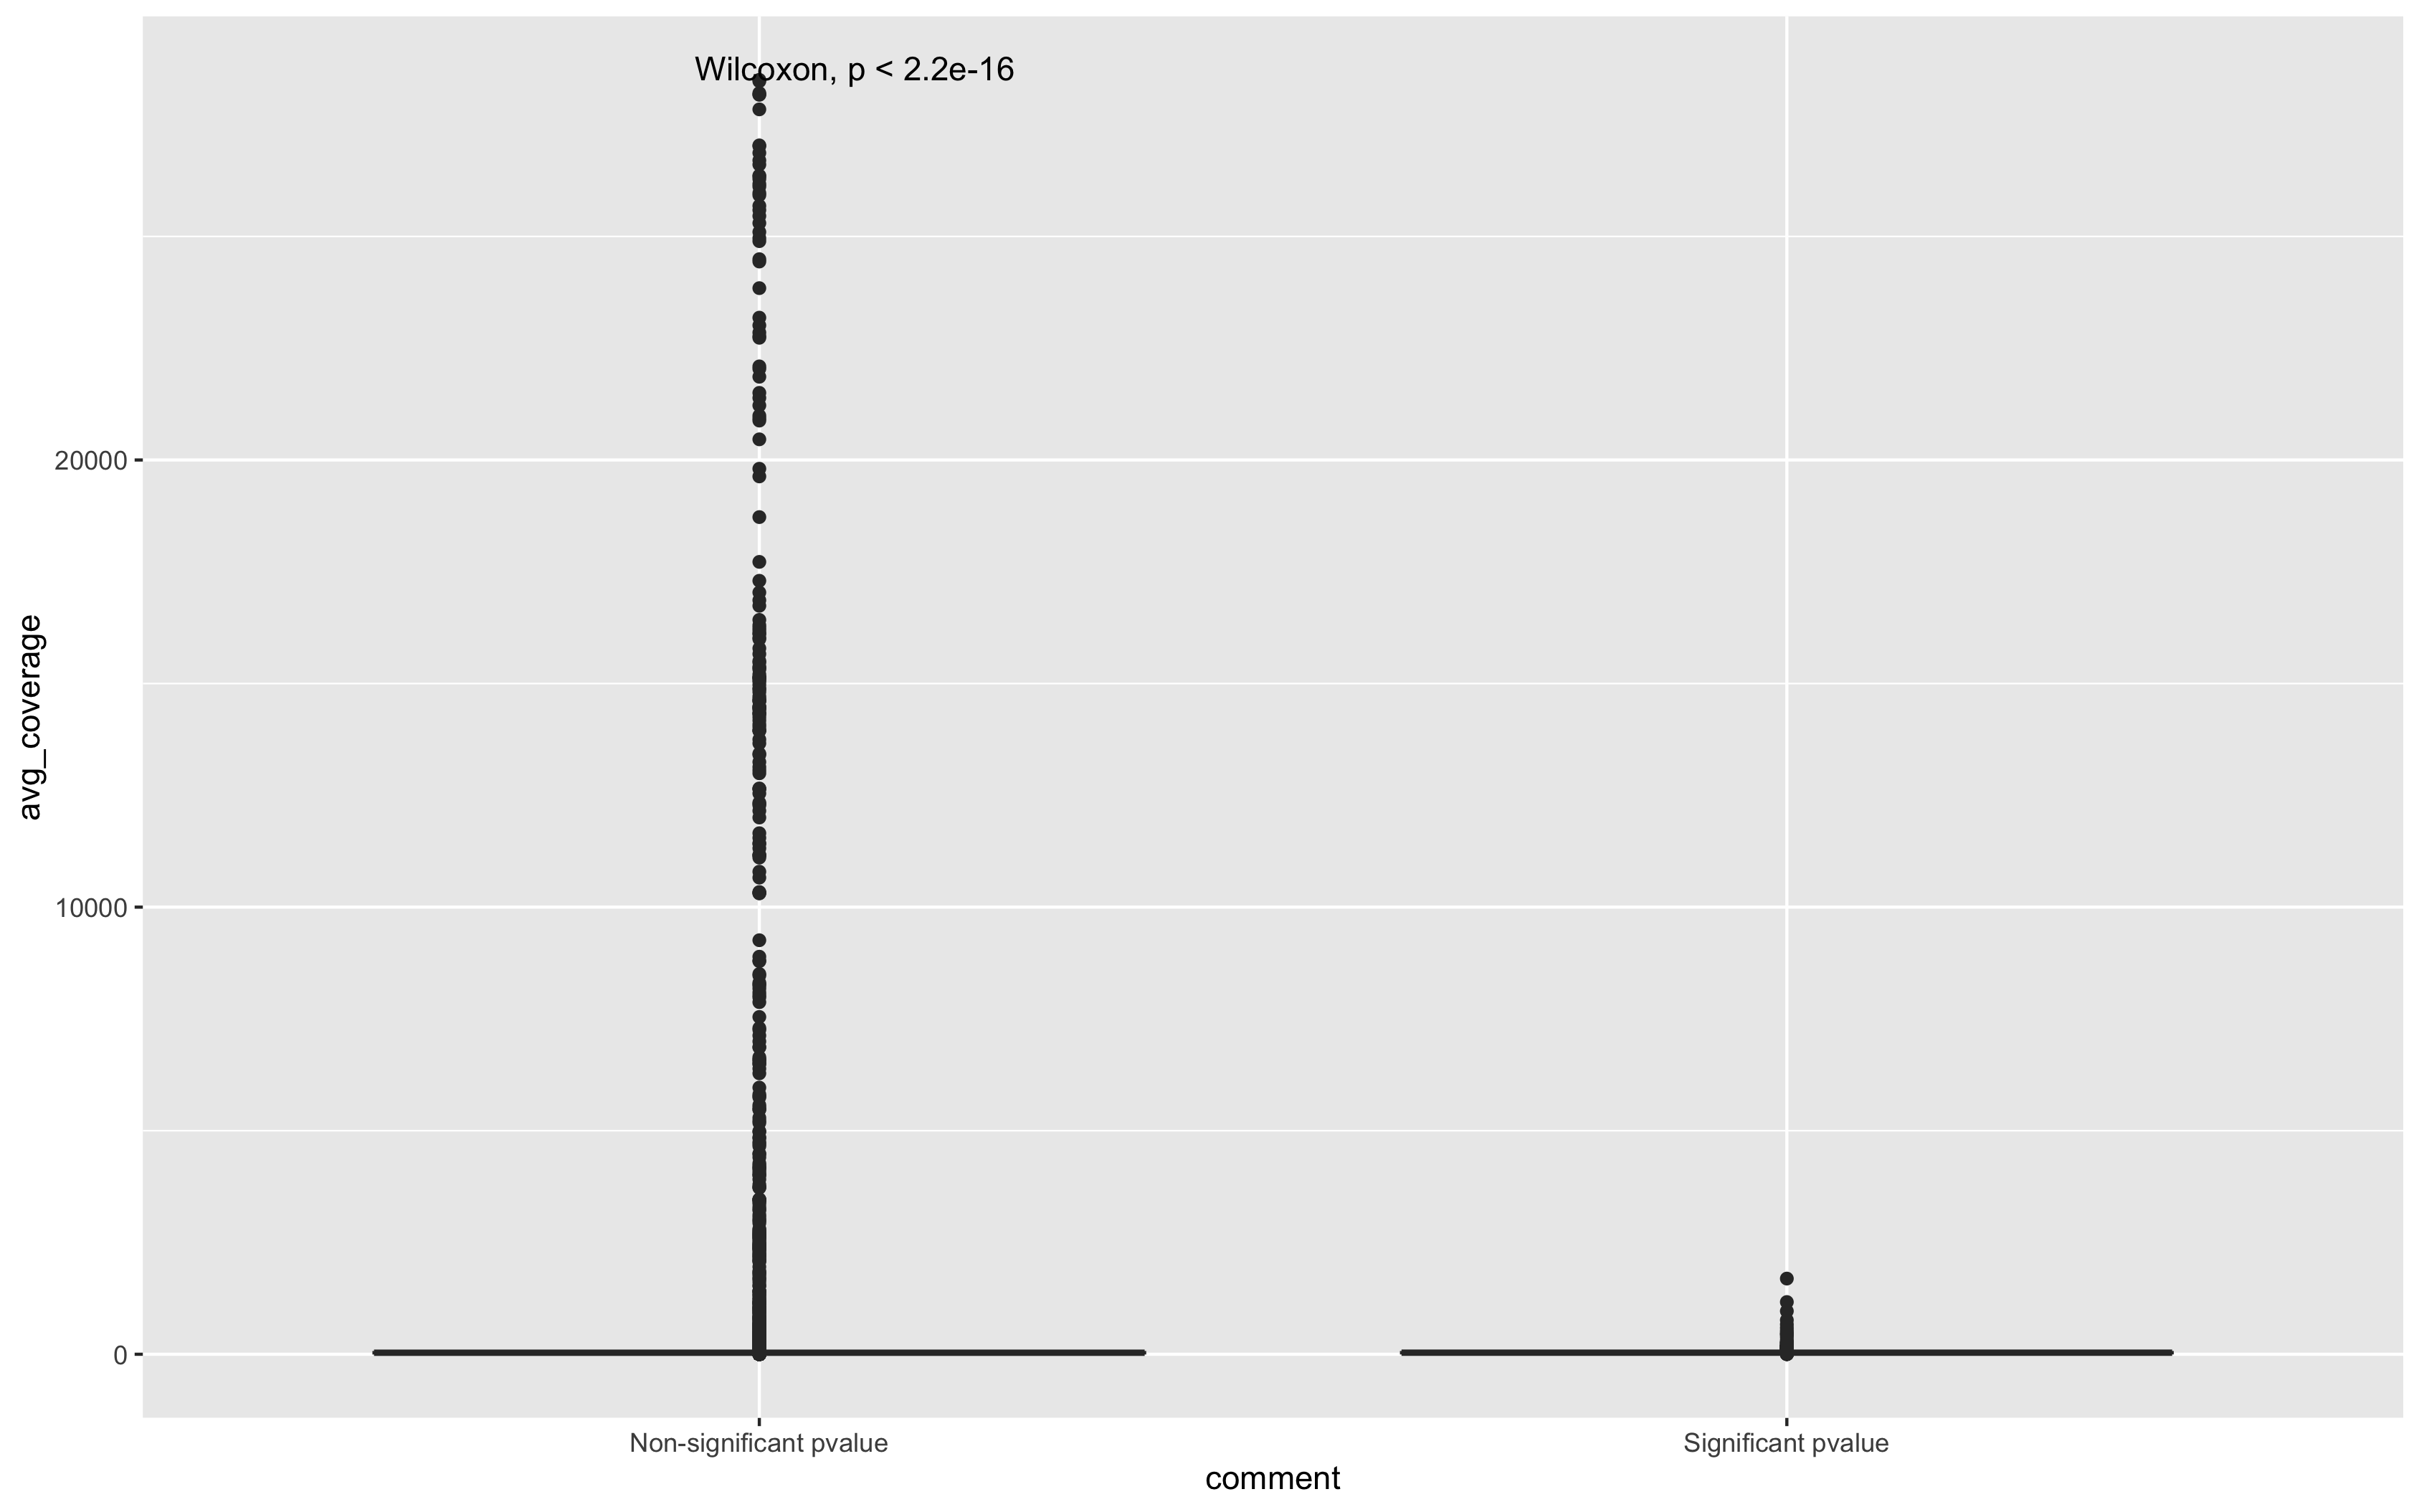 Wilcoxon, p < 2.2e-16
avg_coverage
20000
10000
0
Non-significant pvalue
Significant pvalue
comment